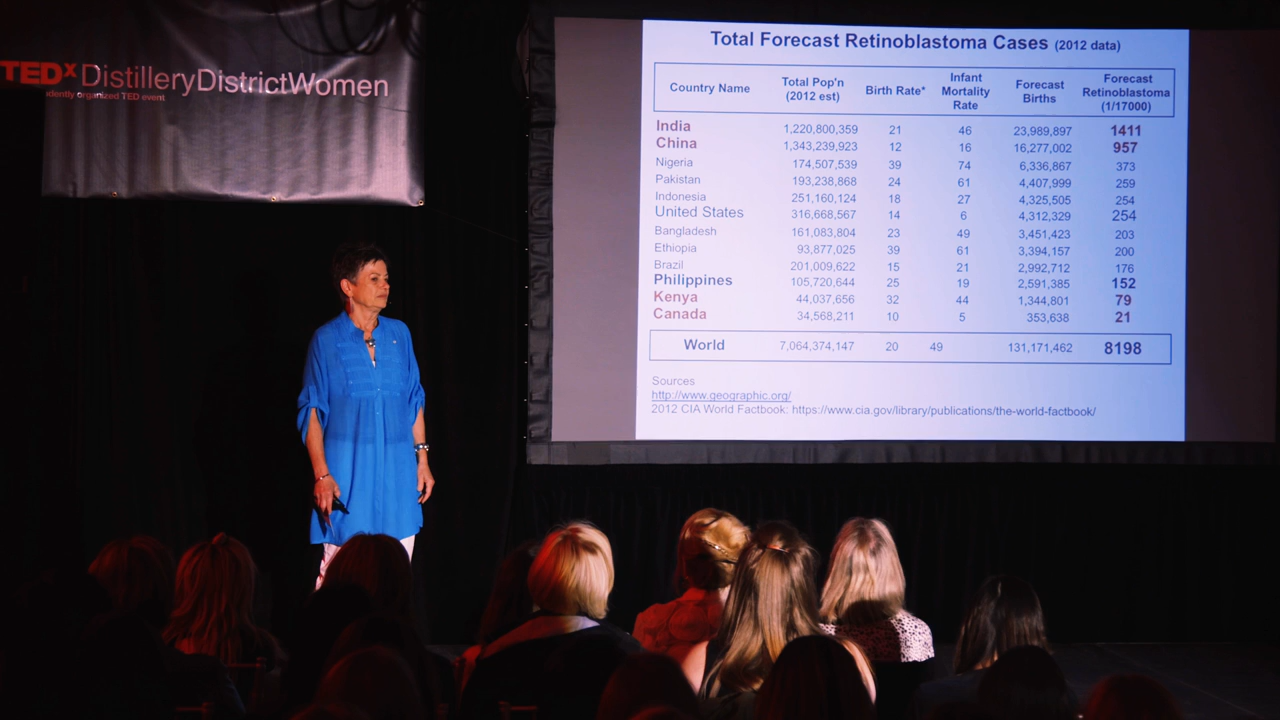 TEDx DistilleryDistrictWomen
organized TED event
Total Forecast Retinoblastoma Cases (2012 data)
Country Name Total Pop'n (2012 est) Birth Rate* Infant Mortality Rate Forecast Births Forecast Retinoblastoma (1/17000)
India 1,220,800,359 21 46 23,989,897 1411
China 1,343,239,923 12 16 16,277,002 957
Nigeria 174,507,539 39 74 6,336,867 373
Pakistan 193,238,868 24 61 4,407,999 259
Indonesia 251,160,124 18 27 4,325,505 254
United States 316,668,567 14 6 4,312,329 254
Bangladesh 161,083,804 23 49 3,451,423 203
Ethiopia 93,877,025 39 61 3,394,157 200
Brazil 201,009,622 15 21 2,992,712 176
Philippines 105,720,644 25 19 2,591,385 152
Kenya 44,037,656 32 44 1,344,801 79
Canada 34,568,211 10 5 353,638 21
World 7,064,374,147 20 49 131,171,462 8198
Sources
http://www.geographic.org/
2012 CIA World Factbook: https://www.cia.gov/library/publications/the-world-factbook/